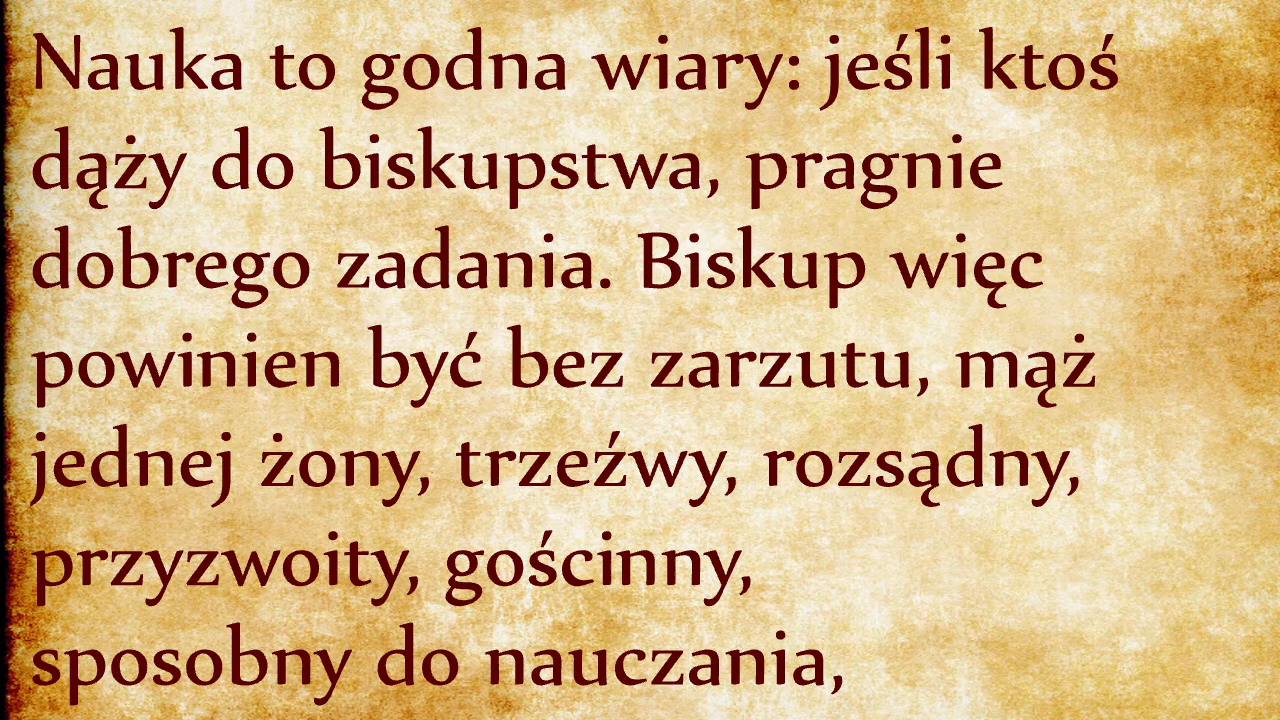 Nauka to godna wiary: jeśli ktoś
dąży do biskupstwa, pragnie
dobrego zadania. Biskup więc
powinien być bez zarzutu, mąż
jednej żony, trzeźwy, rozsądny,
przyzwoity, gościnny,
sposobny do nauczania,